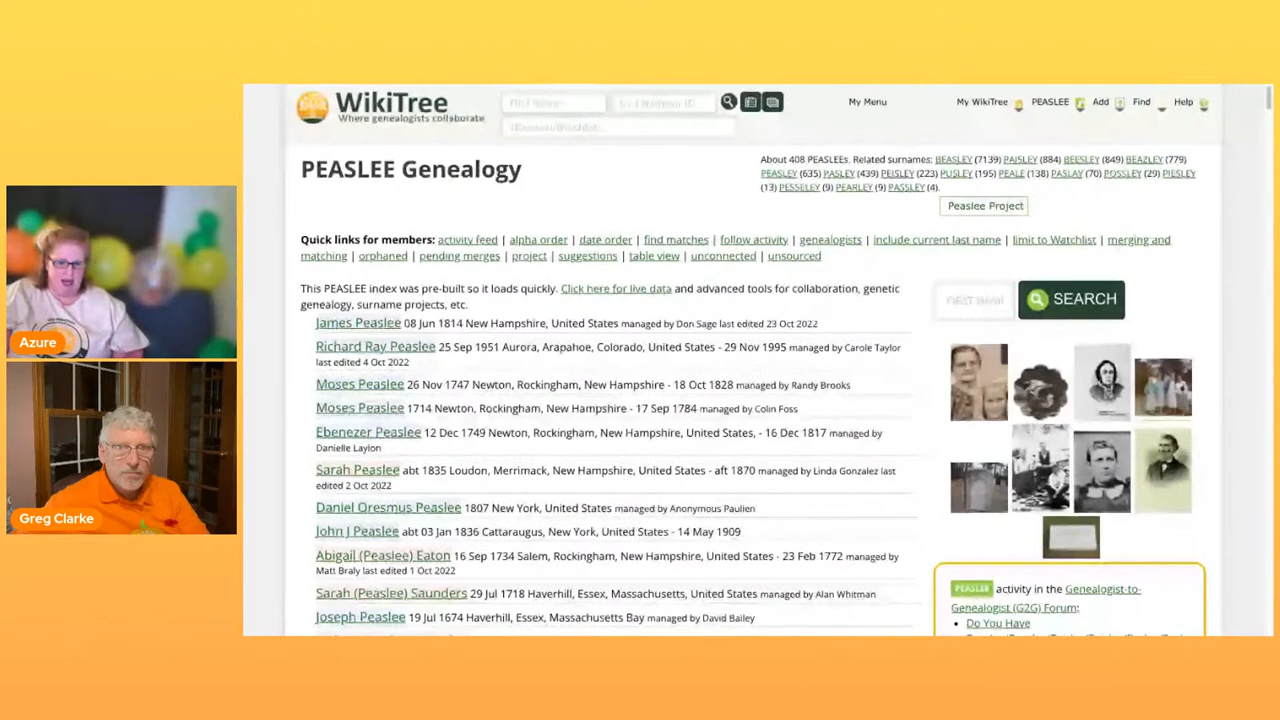 WikiTree
Where genealogists collaborate
My Menu
My WikiTree PEASLEE Add Find Help
PEASLEE Genealogy
About 408 PEASLEEs. Related surnames: BEASLEY (7139) PAISLEY (884) BEESLEY (849) BEAZLEY (779)
PEASLEY (635) PASLEY (439) PEISLEY (223) PUSLEY (195) PEALE (138) PASLAY (70) POSSLEY (29) PIESLEY
(13) PESSELEY (9) PEARLEY (9) PASSLEY (4).
Peaslee Project
Quick links for members: activity feed | alpha order | date order | find matches | follow activity | genealogists | include current last name | limit to Watchlist | merging and
matching | orphaned | pending merges | project | suggestions | table view | unconnected | unsourced
This PEASLEE index was pre-built so it loads quickly. Click here for live data and advanced tools for collaboration, genetic
genealogy, surname projects, etc.
SEARCH
James Peaslee 08 Jun 1814 New Hampshire, United States managed by Don Sage last edited 23 Oct 2022
Richard Ray Peaslee 25 Sep 1951 Aurora, Arapahoe, Colorado, United States - 29 Nov 1995 managed by Carole Taylor
last edited 4 Oct 2022
Moses Peaslee 26 Nov 1747 Newton, Rockingham, New Hampshire - 18 Oct 1828 managed by Randy Brooks
Moses Peaslee 1714 Newton, Rockingham, New Hampshire - 17 Sep 1784 managed by Colin Foss
Ebenezer Peaslee 12 Dec 1749 Newton, Rockingham, New Hampshire, United States, - 16 Dec 1817 managed by
Danielle Laylon
Sarah Peaslee abt 1835 Loudon, Merrimack, New Hampshire, United States - aft 1870 managed by Linda Gonzalez last
edited 2 Oct 2022
Daniel Oresmus Peaslee 1807 New York, United States managed by Anonymous Paulien
John J Peaslee abt 03 Jan 1836 Cattaraugus, New York, United States - 14 May 1909
Abigail (Peaslee) Eaton 16 Sep 1734 Salem, Rockingham, New Hampshire, United States - 23 Feb 1772 managed by
Matt Braly last edited 1 Oct 2022
Sarah (Peaslee) Saunders 29 Jul 1718 Haverhill, Essex, Massachusetts, United States managed by Alan Whitman
Joseph Peaslee 19 Jul 1674 Haverhill, Essex, Massachusetts Bay managed by David Bailey
PEASLEE activity in the Genealogist-to-
Genealogist (G2G) Forum:
Do You Have
Azure
Greg Clarke